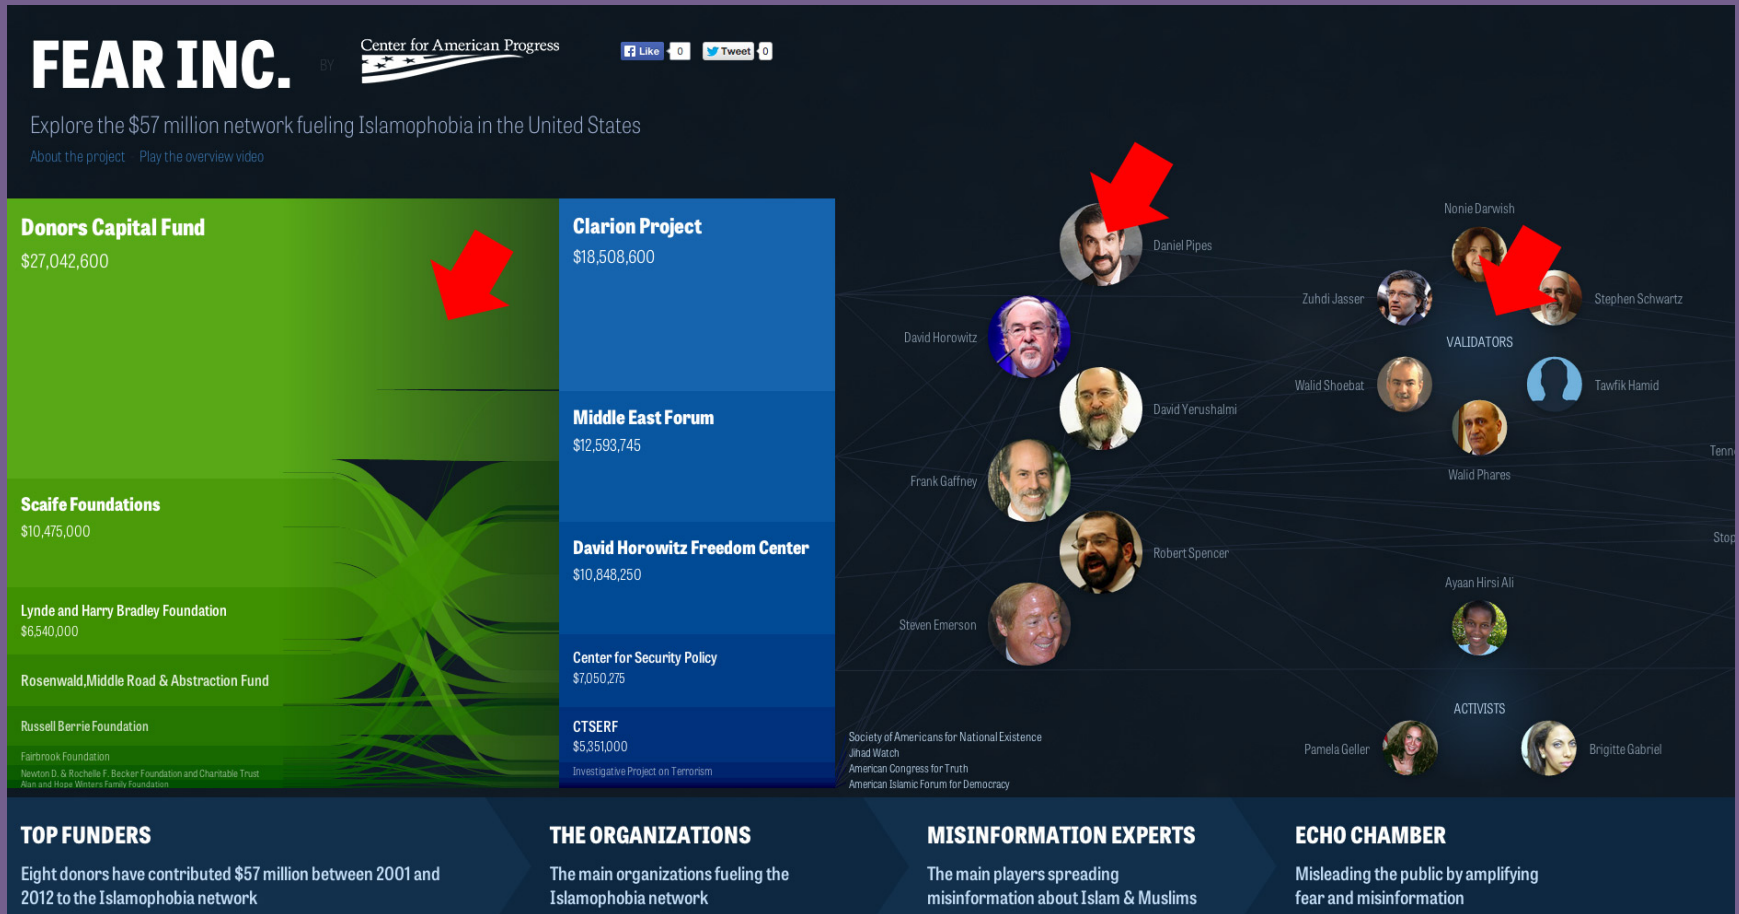 FEAR INC.
BY
Center for American Progress
Like
0
Tweet
0
Explore the $57 million network fueling Islamophobia in the United States
About the project · Play the overview video
Donors Capital Fund
$27,042,600
Scaife Foundations
$10,475,000
Lynde and Harry Bradley Foundation
$6,540,000
Rosenwald,Middle Road & Abstraction Fund
Russell Berrie Foundation
Fairbrook Foundation
Newton D. & Rochelle F. Becker Foundation and Charitable Trust
Alan and Hope Winters Family Foundation
Clarion Project
$18,508,600
Middle East Forum
$12,593,745
David Horowitz Freedom Center
$10,848,250
Center for Security Policy
$7,050,275
CTSERF
$5,351,000
Investigative Project on Terrorism
Daniel Pipes
David Horowitz
David Yerushalmi
Frank Gaffney
Robert Spencer
Steven Emerson
Society of Americans for National Existence
Jihad Watch
American Congress for Truth
American Islamic Forum for Democracy
Nonie Darwish
Zuhdi Jasser
Stephen Schwartz
VALIDATORS
Walid Shoebat
Tawfik Hamid
Walid Phares
Tenn
Stop
Ayaan Hirsi Ali
ACTIVISTS
Pamela Geller
Brigitte Gabriel
TOP FUNDERS
Eight donors have contributed $57 million between 2001 and
2012 to the Islamophobia network
THE ORGANIZATIONS
The main organizations fueling the
Islamophobia network
MISINFORMATION EXPERTS
The main players spreading
misinformation about Islam & Muslims
ECHO CHAMBER
Misleading the public by amplifying
fear and misinformation